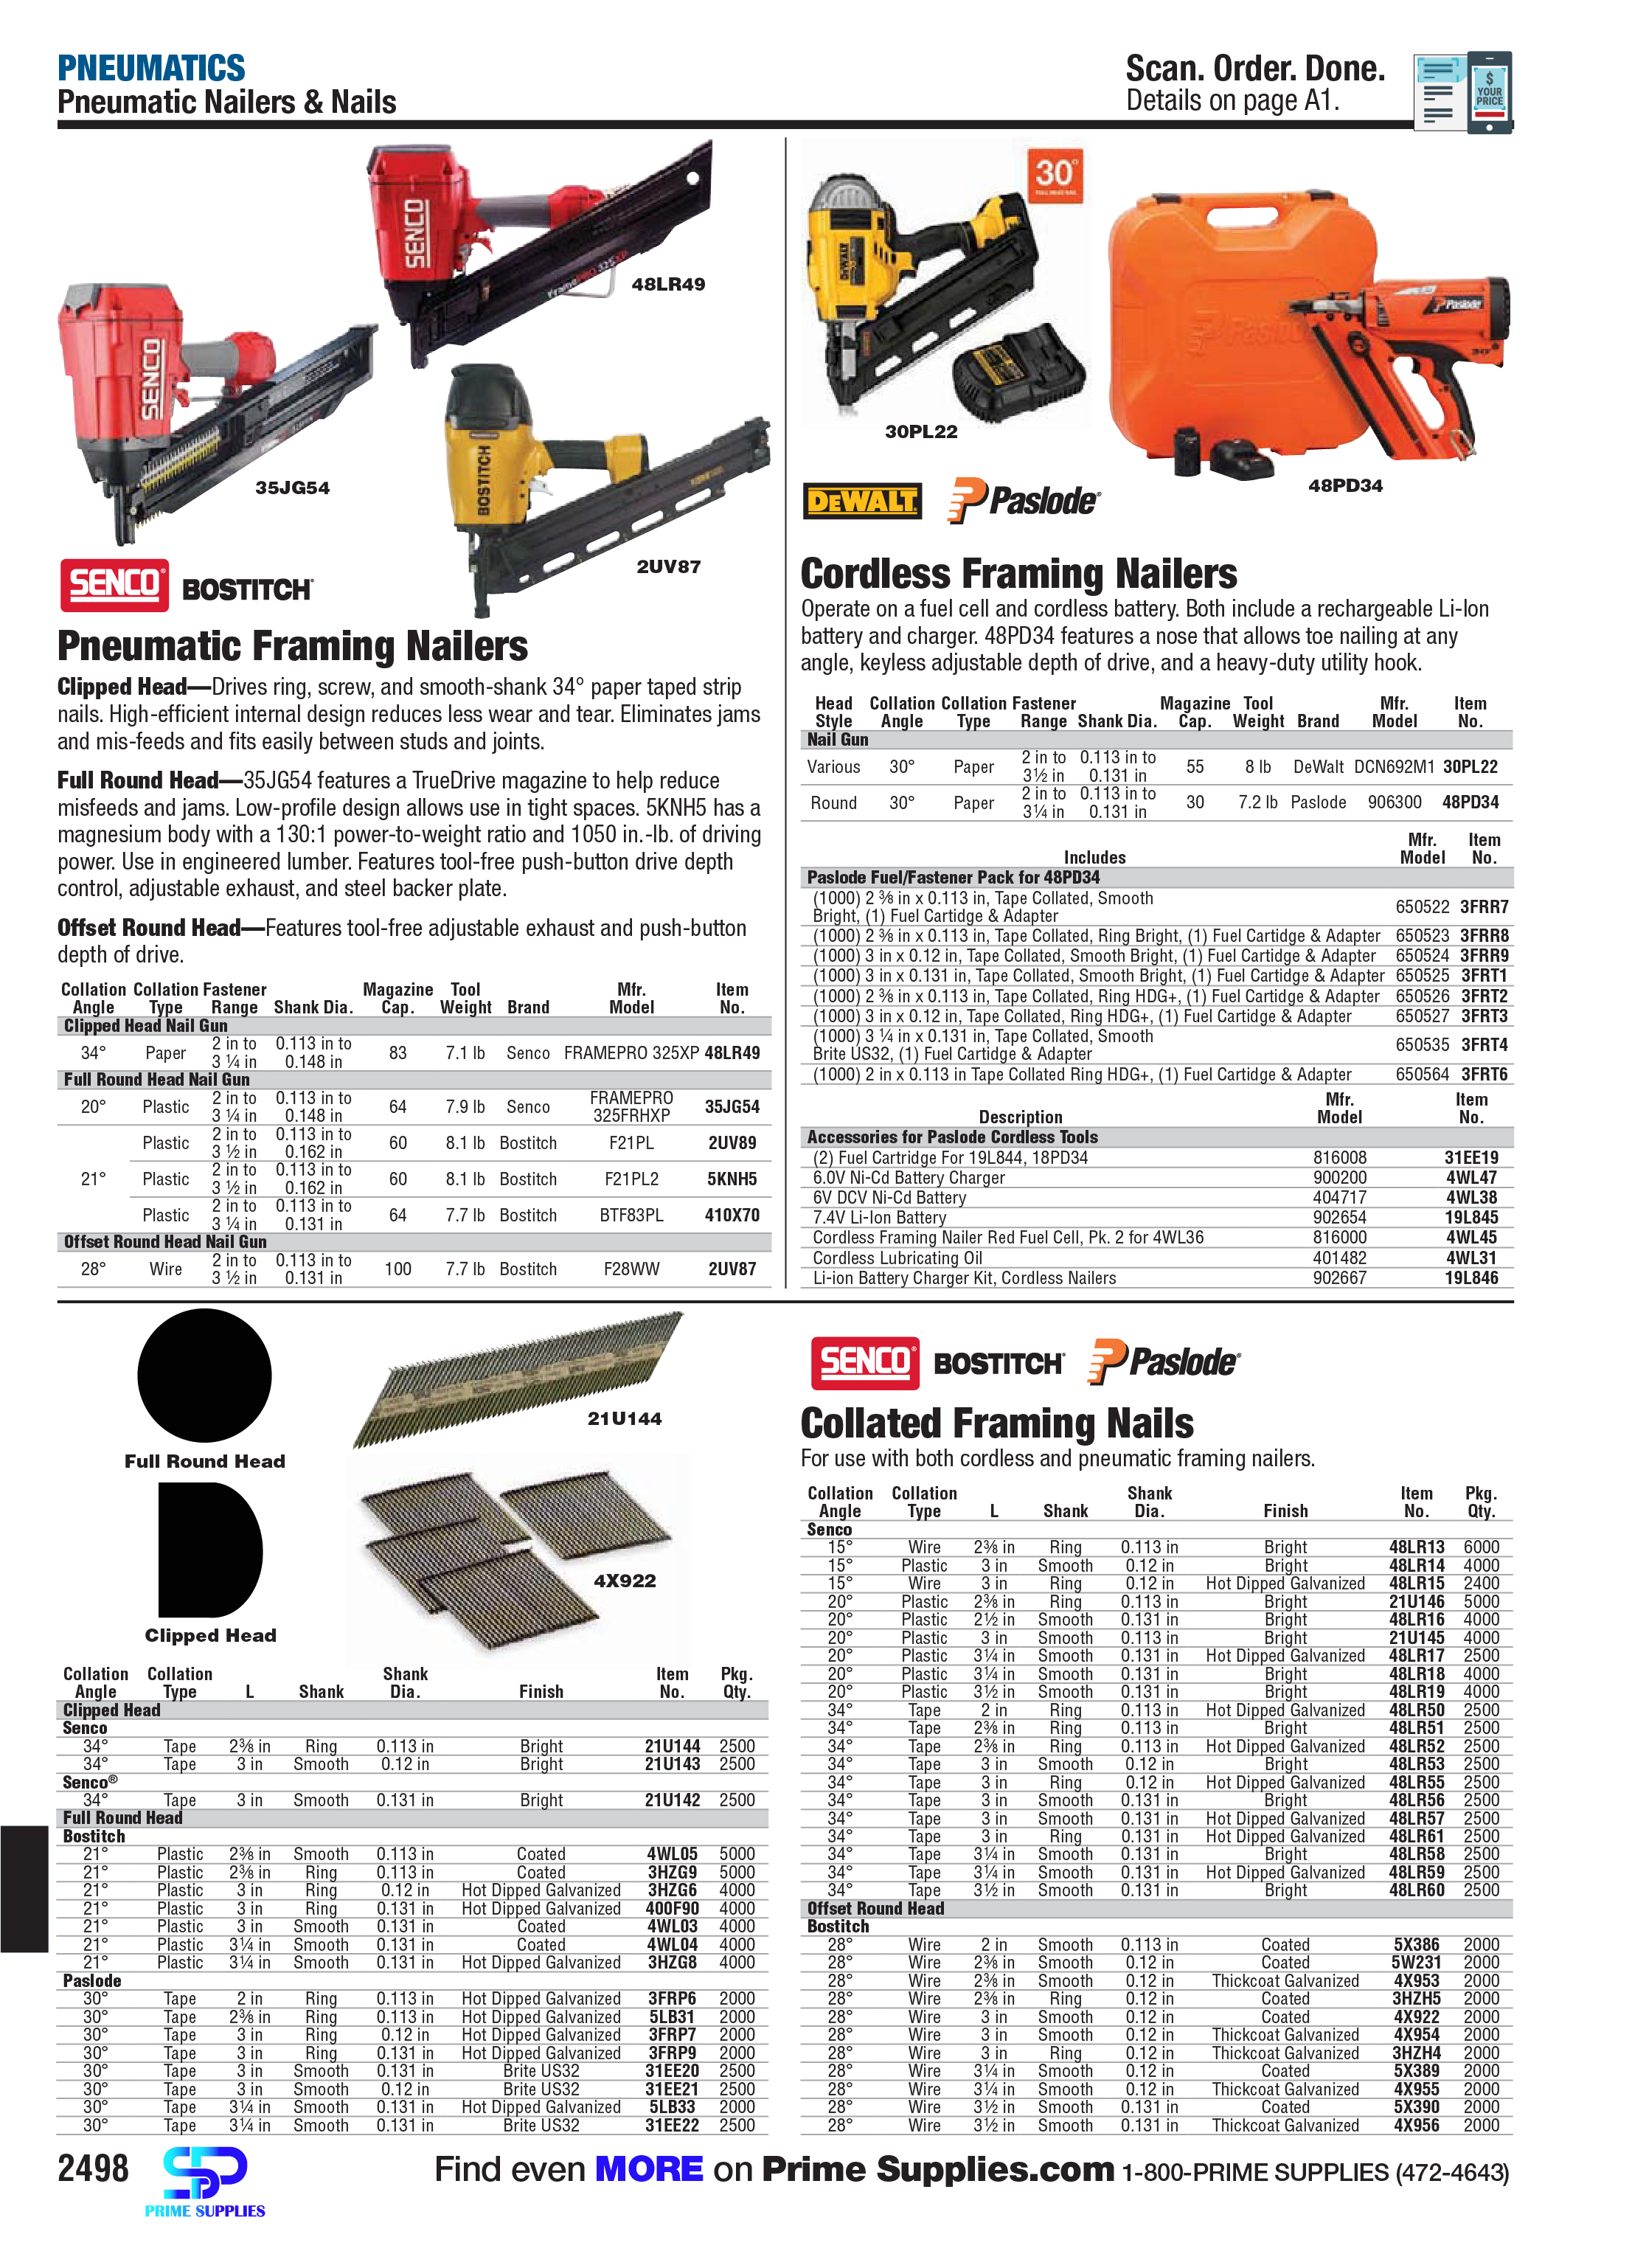 PNEUMATICS
Pneumatic Nailers & Nails
Scan. Order. Done.
Details on page A1.
$
YOUR
PRICE
SENCO
FramePRO 325XP
48LR49
SENCO
35JG54
BOSTITCH
2UV87
SENCO®
BOSTITCH®
Pneumatic Framing Nailers
Clipped Head—Drives ring, screw, and smooth-shank 34° paper taped strip
nails. High-efficient internal design reduces less wear and tear. Eliminates jams
and mis-feeds and fits easily between studs and joints.
Full Round Head—35JG54 features a TrueDrive magazine to help reduce
misfeeds and jams. Low-profile design allows use in tight spaces. 5KNH5 has a
magnesium body with a 130:1 power-to-weight ratio and 1050 in.-lb. of driving
power. Use in engineered lumber. Features tool-free push-button drive depth
control, adjustable exhaust, and steel backer plate.
Offset Round Head—Features tool-free adjustable exhaust and push-button
depth of drive.
Collation Collation Fastener Magazine Tool Mfr. Item
Angle Type Range Shank Dia. Cap. Weight Brand Model No.
Clipped Head Nail Gun
34° Paper 2 in to 3 ¼ in 0.113 in to 0.148 in 83 7.1 lb Senco FRAMEPRO 325XP 48LR49
Full Round Head Nail Gun
20° Plastic 2 in to 3 ¼ in 0.113 in to 0.148 in 64 7.9 lb Senco FRAMEPRO 325FRHXP 35JG54
Plastic 2 in to 3 ½ in 0.113 in to 0.162 in 60 8.1 lb Bostitch F21PL 2UV89
21° Plastic 2 in to 3 ½ in 0.113 in to 0.162 in 60 8.1 lb Bostitch F21PL2 5KNH5
Plastic 2 in to 3 ¼ in 0.113 in to 0.131 in 64 7.7 lb Bostitch BTF83PL 410X70
Offset Round Head Nail Gun
28° Wire 2 in to 3 ½ in 0.113 in to 0.131 in 100 7.7 lb Bostitch F28WW 2UV87
30°
DEWALT
30PL22
Paslode
Paslode
48PD34
DEWALT
Paslode®
Cordless Framing Nailers
Operate on a fuel cell and cordless battery. Both include a rechargeable Li-Ion
battery and charger. 48PD34 features a nose that allows toe nailing at any
angle, keyless adjustable depth of drive, and a heavy-duty utility hook.
Head Collation Collation Fastener Magazine Tool Mfr. Item
Style Angle Type Range Shank Dia. Cap. Weight Brand Model No.
Nail Gun
Various 30° Paper 2 in to 3½ in 0.113 in to 0.131 in 55 8 lb DeWalt DCN692M1 30PL22
Round 30° Paper 2 in to 3¼ in 0.113 in to 0.131 in 30 7.2 lb Paslode 906300 48PD34
Mfr. Item
Includes Model No.
Paslode Fuel/Fastener Pack for 48PD34
(1000) 2 ⅜ in x 0.113 in, Tape Collated, Smooth
Bright, (1) Fuel Cartidge & Adapter 650522 3FRR7
(1000) 2 ⅜ in x 0.113 in, Tape Collated, Ring Bright, (1) Fuel Cartidge & Adapter 650523 3FRR8
(1000) 3 in x 0.12 in, Tape Collated, Smooth Bright, (1) Fuel Cartidge & Adapter 650524 3FRR9
(1000) 3 in x 0.131 in, Tape Collated, Smooth Bright, (1) Fuel Cartidge & Adapter 650525 3FRT1
(1000) 2 ⅜ in x 0.113 in, Tape Collated, Ring HDG+, (1) Fuel Cartidge & Adapter 650526 3FRT2
(1000) 3 in x 0.12 in, Tape Collated, Ring HDG+, (1) Fuel Cartidge & Adapter 650527 3FRT3
(1000) 3 ¼ in x 0.131 in, Tape Collated, Smooth
Brite US32, (1) Fuel Cartidge & Adapter 650535 3FRT4
(1000) 2 in x 0.113 in Tape Collated Ring HDG+, (1) Fuel Cartidge & Adapter 650564 3FRT6
Mfr. Item
Description Model No.
Accessories for Paslode Cordless Tools
(2) Fuel Cartridge For 19L844, 18PD34 816008 31EE19
6.0V Ni-Cd Battery Charger 900200 4WL47
6V DCV Ni-Cd Battery 404717 4WL38
7.4V Li-Ion Battery 902654 19L845
Cordless Framing Nailer Red Fuel Cell, Pk. 2 for 4WL36 816000 4WL45
Cordless Lubricating Oil 401482 4WL31
Li-ion Battery Charger Kit, Cordless Nailers 902667 19L846
Full Round Head
Clipped Head
21U144
4X922
Collation Collation Shank Item Pkg.
Angle Type L Shank Dia. Finish No. Qty.
Clipped Head
Senco
34° Tape 2⅜ in Ring 0.113 in Bright 21U144 2500
34° Tape 3 in Smooth 0.12 in Bright 21U143 2500
Senco®
34° Tape 3 in Smooth 0.131 in Bright 21U142 2500
Full Round Head
Bostitch
21° Plastic 2⅜ in Smooth 0.113 in Coated 4WL05 5000
21° Plastic 2⅜ in Ring 0.113 in Coated 3HZG9 5000
21° Plastic 3 in Ring 0.12 in Hot Dipped Galvanized 3HZG6 4000
21° Plastic 3 in Ring 0.131 in Hot Dipped Galvanized 400F90 4000
21° Plastic 3 in Smooth 0.131 in Coated 4WL03 4000
21° Plastic 3¼ in Smooth 0.131 in Coated 4WL04 4000
21° Plastic 3¼ in Smooth 0.131 in Hot Dipped Galvanized 3HZG8 4000
Paslode
30° Tape 2 in Ring 0.113 in Hot Dipped Galvanized 3FRP6 2000
30° Tape 2⅜ in Ring 0.113 in Hot Dipped Galvanized 5LB31 2000
30° Tape 3 in Ring 0.12 in Hot Dipped Galvanized 3FRP7 2000
30° Tape 3 in Ring 0.131 in Hot Dipped Galvanized 3FRP9 2000
30° Tape 3 in Smooth 0.131 in Brite US32 31EE20 2500
30° Tape 3 in Smooth 0.12 in Brite US32 31EE21 2500
30° Tape 3¼ in Smooth 0.131 in Hot Dipped Galvanized 5LB33 2000
30° Tape 3¼ in Smooth 0.131 in Brite US32 31EE22 2500
SENCO®
BOSTITCH®
Paslode®
Collated Framing Nails
For use with both cordless and pneumatic framing nailers.
Collation Collation Shank Item Pkg.
Angle Type L Shank Dia. Finish No. Qty.
Senco
15° Wire 2⅜ in Ring 0.113 in Bright 48LR13 6000
15° Plastic 3 in Smooth 0.12 in Bright 48LR14 4000
15° Wire 3 in Ring 0.12 in Hot Dipped Galvanized 48LR15 2400
20° Plastic 2⅜ in Ring 0.113 in Bright 21U146 5000
20° Plastic 2½ in Smooth 0.131 in Bright 48LR16 4000
20° Plastic 3 in Smooth 0.113 in Bright 21U145 4000
20° Plastic 3¼ in Smooth 0.131 in Hot Dipped Galvanized 48LR17 2500
20° Plastic 3¼ in Smooth 0.131 in Bright 48LR18 4000
20° Plastic 3½ in Smooth 0.131 in Bright 48LR19 4000
34° Tape 2 in Ring 0.113 in Hot Dipped Galvanized 48LR50 2500
34° Tape 2⅜ in Ring 0.113 in Bright 48LR51 2500
34° Tape 2⅜ in Ring 0.113 in Hot Dipped Galvanized 48LR52 2500
34° Tape 3 in Smooth 0.12 in Bright 48LR53 2500
34° Tape 3 in Ring 0.12 in Hot Dipped Galvanized 48LR55 2500
34° Tape 3 in Smooth 0.131 in Bright 48LR56 2500
34° Tape 3 in Smooth 0.131 in Hot Dipped Galvanized 48LR57 2500
34° Tape 3 in Ring 0.131 in Hot Dipped Galvanized 48LR61 2500
34° Tape 3¼ in Smooth 0.131 in Bright 48LR58 2500
34° Tape 3¼ in Smooth 0.131 in Hot Dipped Galvanized 48LR59 2500
34° Tape 3½ in Smooth 0.131 in Bright 48LR60 2500
Offset Round Head
Bostitch
28° Wire 2 in Smooth 0.113 in Coated 5X386 2000
28° Wire 2⅜ in Smooth 0.12 in Coated 5W231 2000
28° Wire 2⅜ in Smooth 0.12 in Thickcoat Galvanized 4X953 2000
28° Wire 2⅜ in Ring 0.12 in Coated 3HZH5 2000
28° Wire 3 in Smooth 0.12 in Coated 4X922 2000
28° Wire 3 in Smooth 0.12 in Thickcoat Galvanized 4X954 2000
28° Wire 3 in Ring 0.12 in Thickcoat Galvanized 3HZH4 2000
28° Wire 3¼ in Smooth 0.12 in Coated 5X389 2000
28° Wire 3¼ in Smooth 0.12 in Thickcoat Galvanized 4X955 2000
28° Wire 3½ in Smooth 0.131 in Coated 5X390 2000
28° Wire 3½ in Smooth 0.131 in Thickcoat Galvanized 4X956 2000
2498
PRIME SUPPLIES
Find even MORE on Prime Supplies.com 1-800-PRIME SUPPLIES (472-4643)